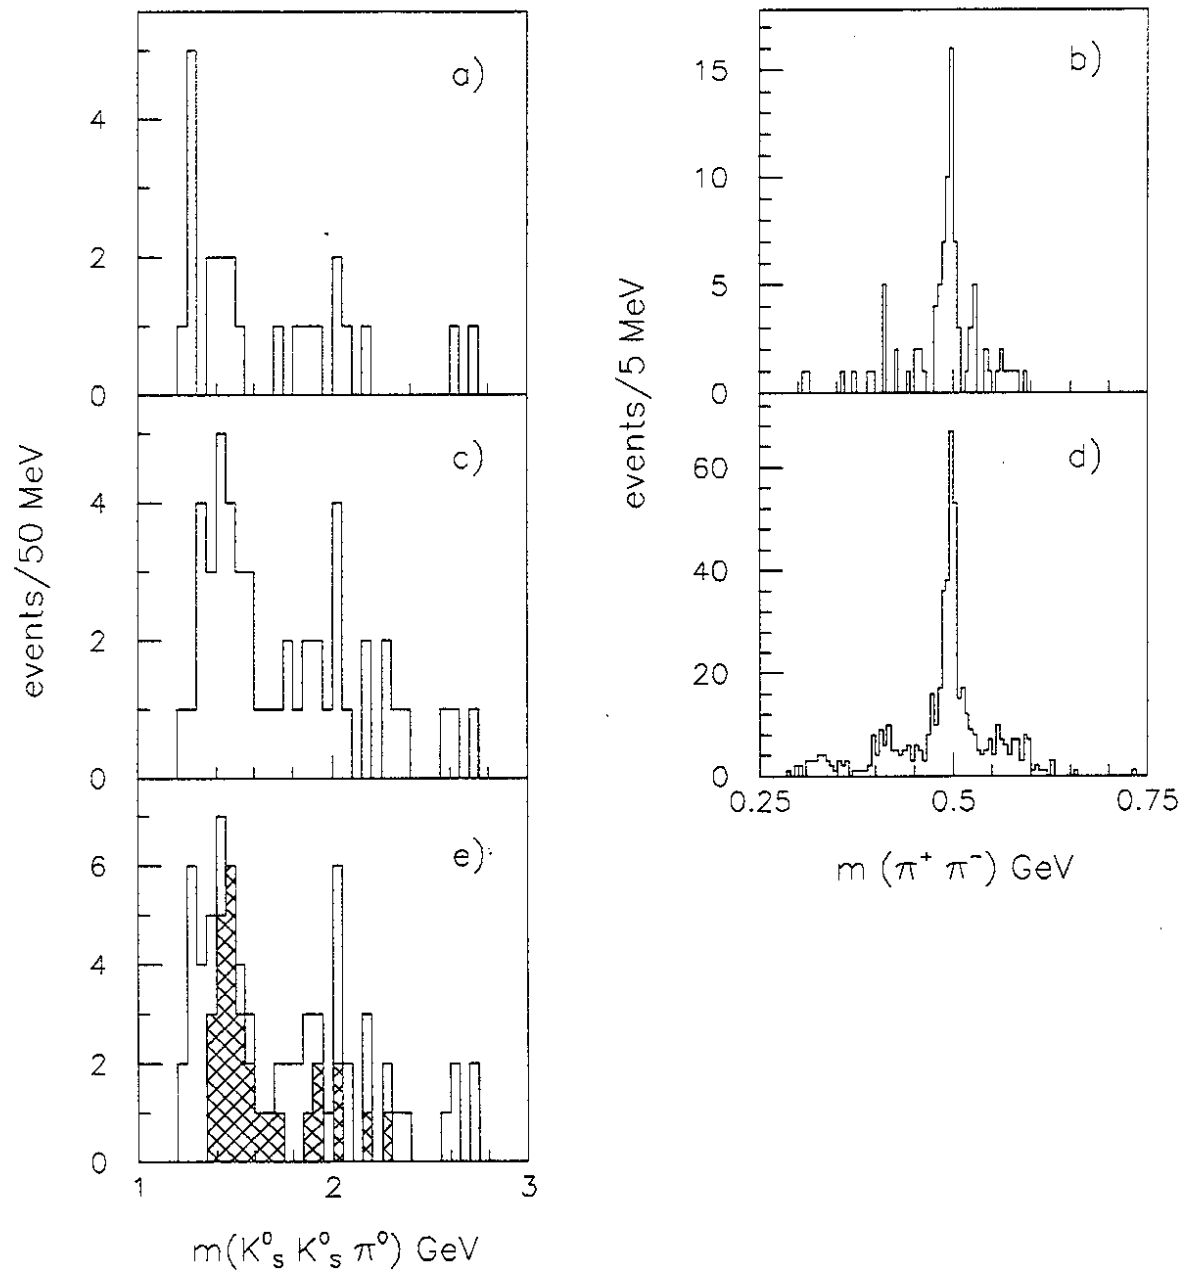 a)
4
2
0
c)
4
2
0
e)
6
4
2
0
1 2 3
m(K⁰ₛ K⁰ₛ π⁰) GeV
events/50 MeV
b)
15
10
5
0
d)
60
40
20
0
0.25 0.5 0.75
m (π⁺ π⁻) GeV
events/5 MeV